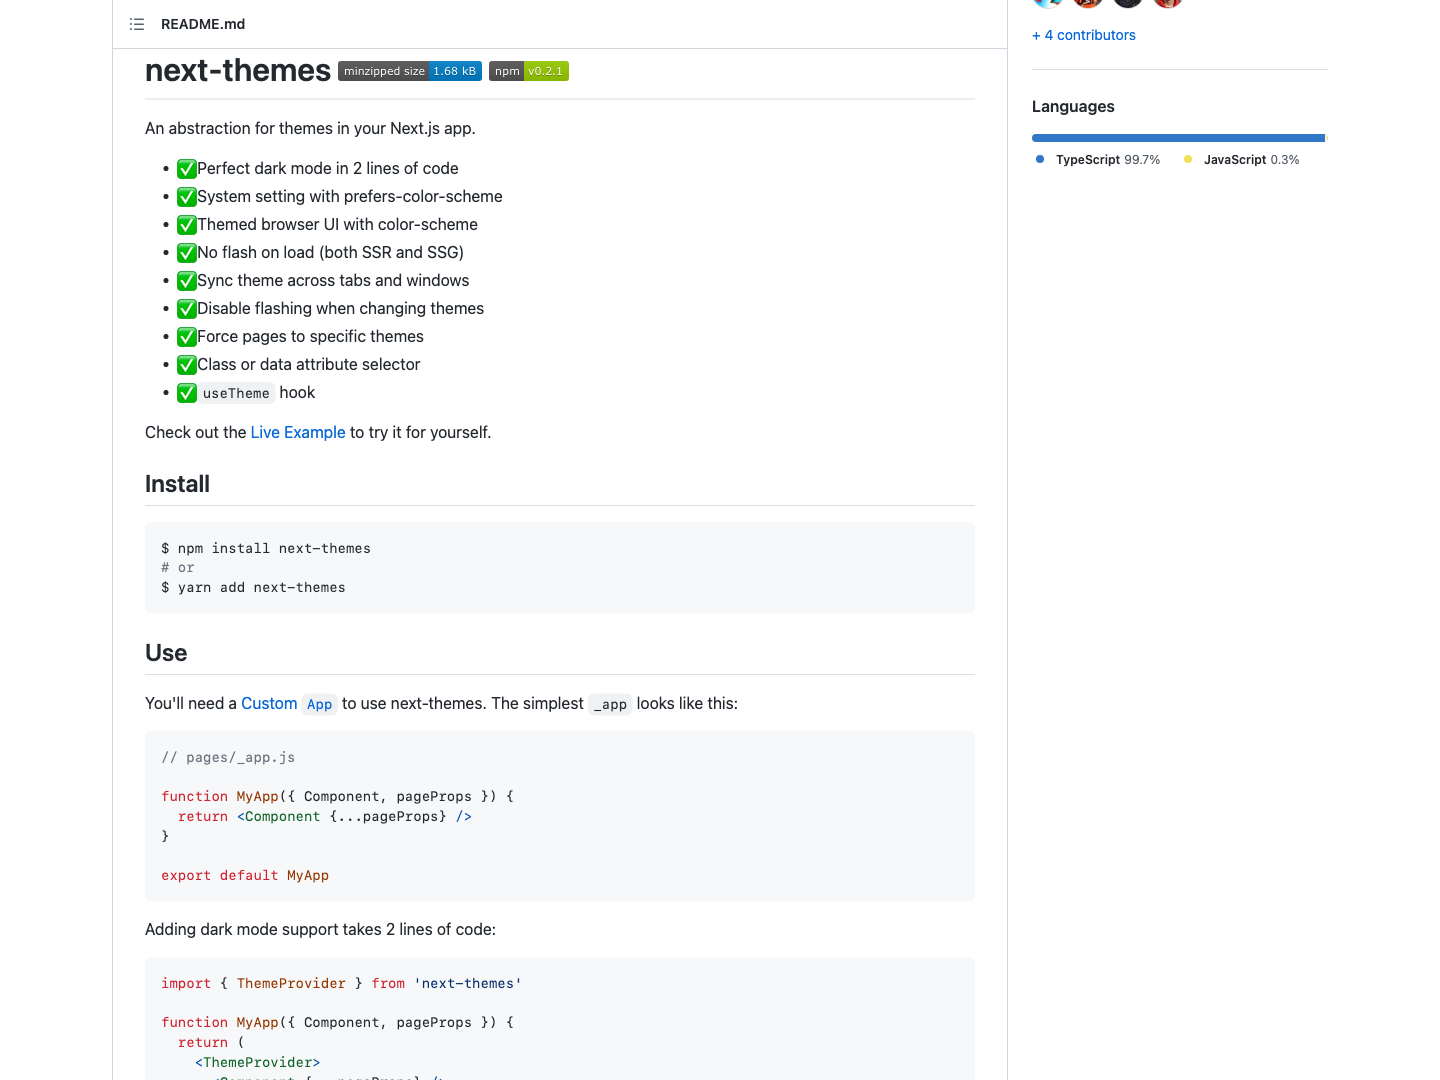 README.md
next-themes minzipped size 1.68 kB npm v0.2.1
An abstraction for themes in your Next.js app.
• ✅Perfect dark mode in 2 lines of code
• ✅System setting with prefers-color-scheme
• ✅Themed browser UI with color-scheme
• ✅No flash on load (both SSR and SSG)
• ✅Sync theme across tabs and windows
• ✅Disable flashing when changing themes
• ✅Force pages to specific themes
• ✅Class or data attribute selector
• ✅useTheme hook
Check out the Live Example to try it for yourself.
Install
$ npm install next-themes
# or
$ yarn add next-themes
Use
You'll need a Custom App to use next-themes. The simplest _app looks like this:
// pages/_app.js
function MyApp({ Component, pageProps }) {
  return <Component {...pageProps} />
}
export default MyApp
Adding dark mode support takes 2 lines of code:
import { ThemeProvider } from 'next-themes'
function MyApp({ Component, pageProps }) {
  return (
    <ThemeProvider>
      <Component {...pageProps} />
+ 4 contributors
Languages
TypeScript 99.7% JavaScript 0.3%